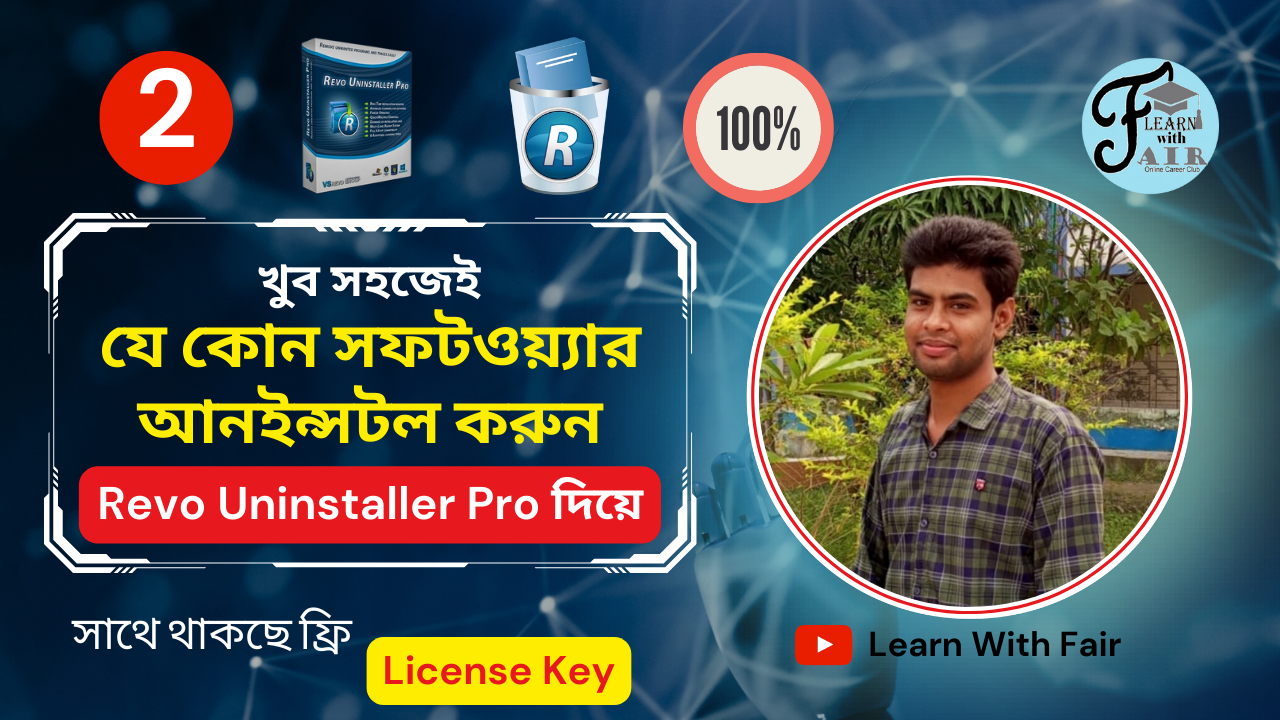 2
REVO UNINSTALLER PRO
R
100%
F LEARN
with
AIR
Online Career Club
খুব সহজেই
যে কোন সফটওয়্যার
আনইন্সটল করুন
Revo Uninstaller Pro দিয়ে
সাথে থাকছে ফ্রি
License Key
Learn With Fair